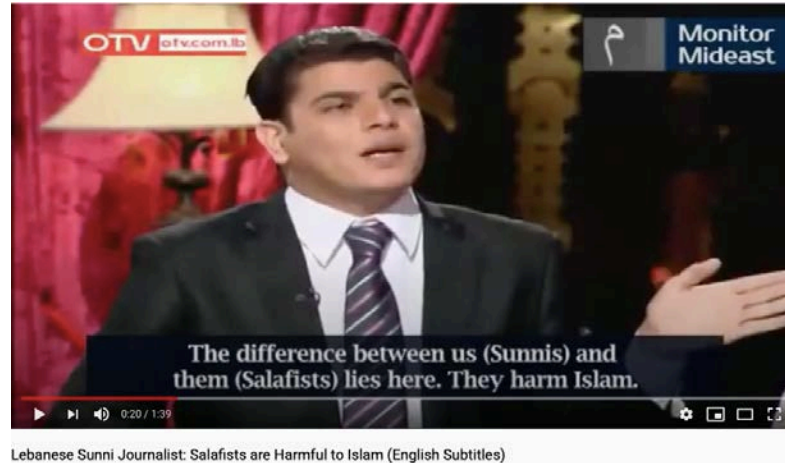 OTV otv.com.lb
م Monitor
Mideast
The difference between us (Sunnis) and
them (Salafists) lies here. They harm Islam.
0:20 / 1:39
Lebanese Sunni Journalist: Salafists are Harmful to Islam (English Subtitles)